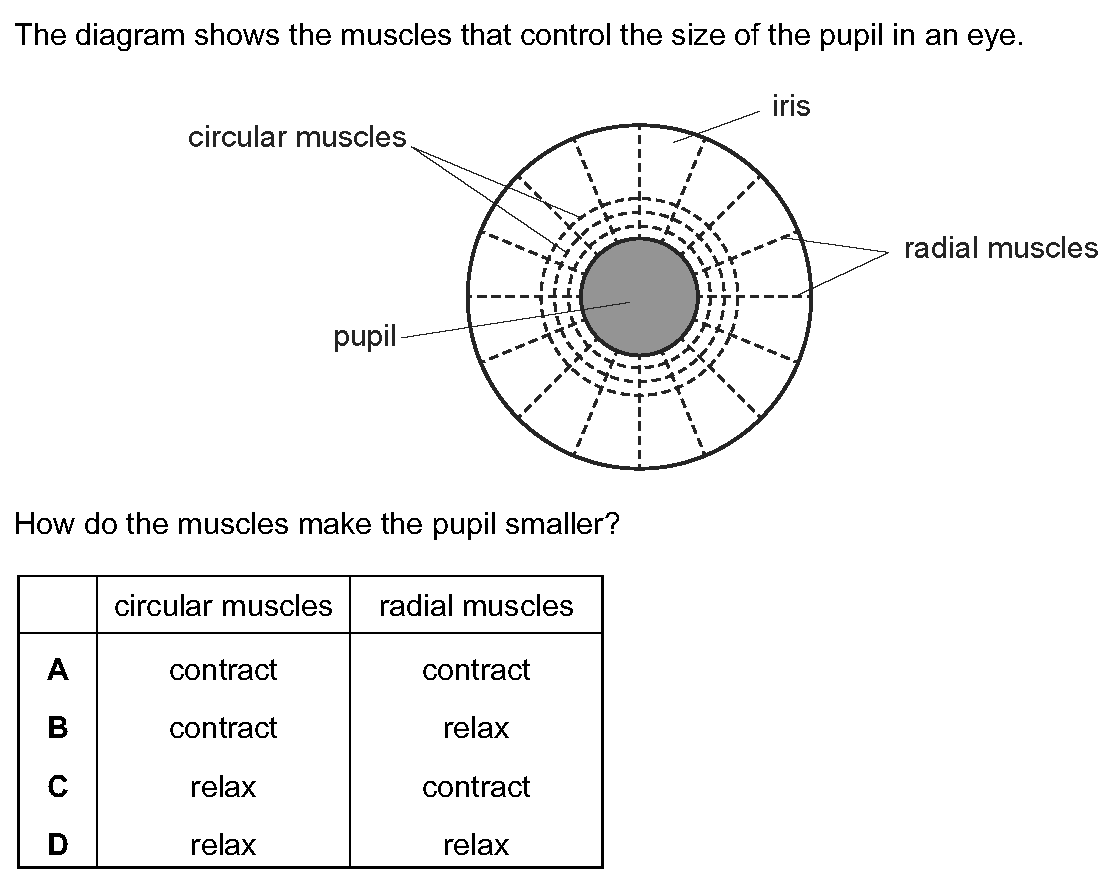 The diagram shows the muscles that control the size of the pupil in an eye.
iris
circular muscles
radial muscles
pupil
How do the muscles make the pupil smaller?
circular muscles radial muscles
A contract contract
B contract relax
C relax contract
D relax relax